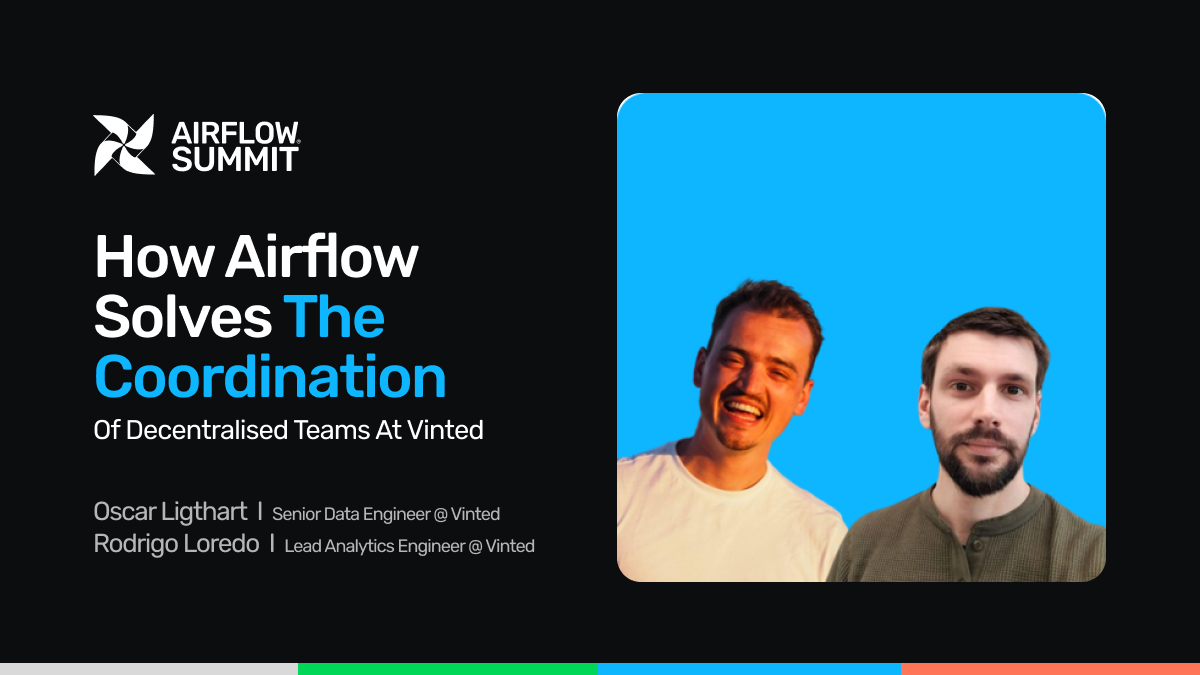 AIRFLOW
SUMMIT
How Airflow
Solves The
Coordination
Of Decentralised Teams At Vinted
Oscar Ligthart | Senior Data Engineer @ Vinted
Rodrigo Loredo | Lead Analytics Engineer @ Vinted